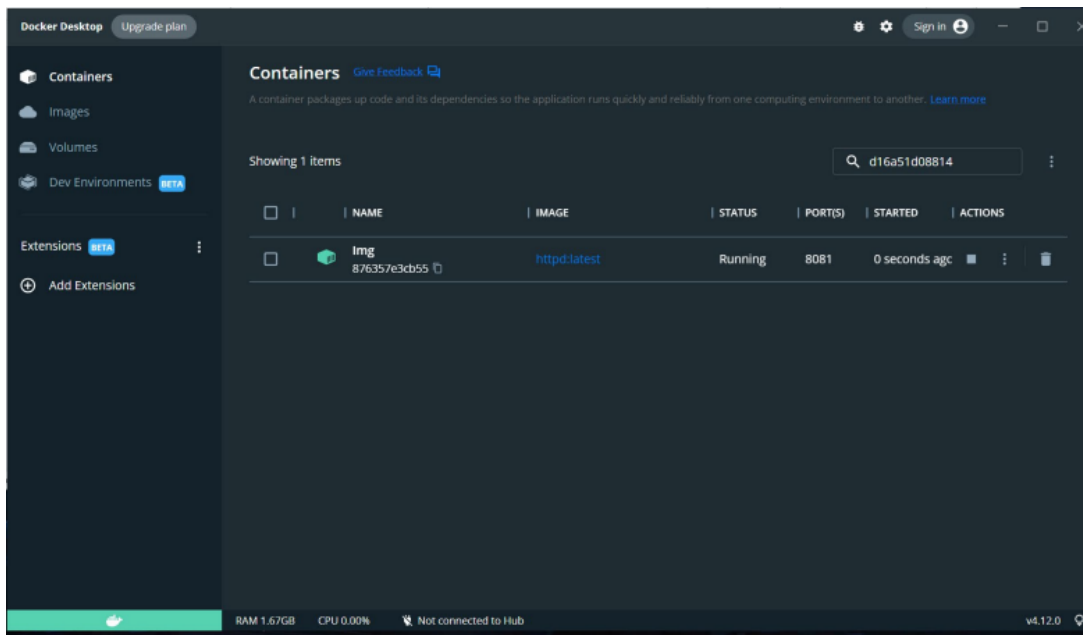 Docker Desktop Upgrade plan Sign in
Containers
Images
Volumes
Dev Environments BETA
Extensions BETA
Add Extensions
Containers Give Feedback
A container packages up code and its dependencies so the application runs quickly and reliably from one computing environment to another. Learn more
Showing 1 items d16a51d08814
NAME IMAGE STATUS PORT(S) STARTED ACTIONS
Img
876357e3cb55
httpd:latest Running 8081 0 seconds agc
RAM 1.67GB CPU 0.00% Not connected to Hub v4.12.0